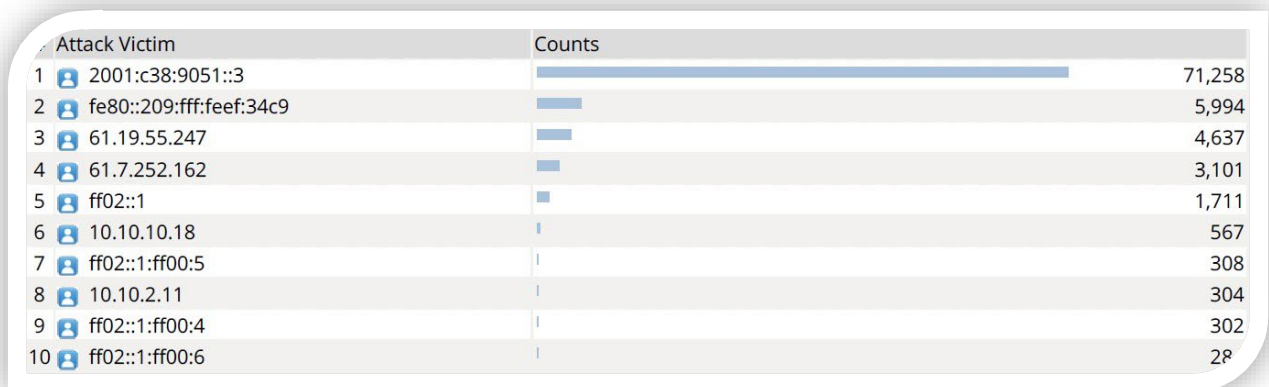 Attack Victim Counts
1 2001:c38:9051::3 71,258
2 fe80::209:fff:feef:34c9 5,994
3 61.19.55.247 4,637
4 61.7.252.162 3,101
5 ff02::1 1,711
6 10.10.10.18 567
7 ff02::1:ff00:5 308
8 10.10.2.11 304
9 ff02::1:ff00:4 302
10 ff02::1:ff00:6